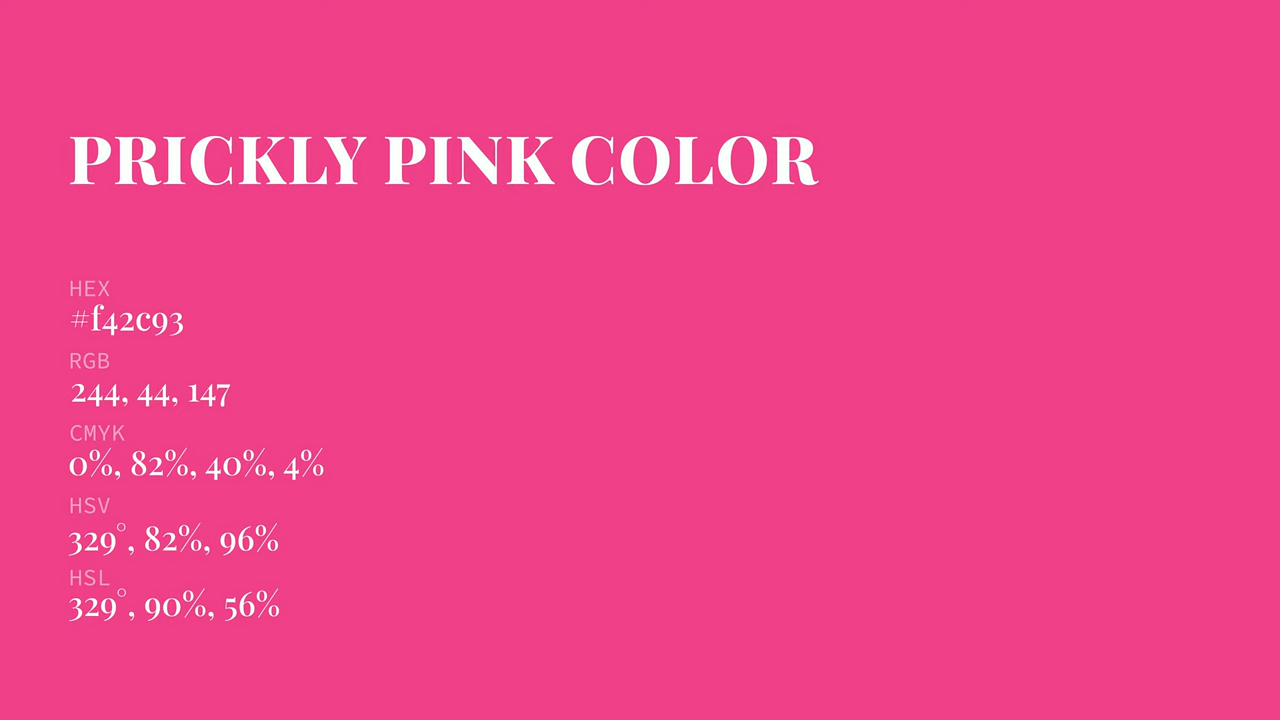 PRICKLY PINK COLOR
HEX
#f42c93
RGB
244, 44, 147
CMYK
0%, 82%, 40%, 4%
HSV
329°, 82%, 96%
HSL
329°, 90%, 56%